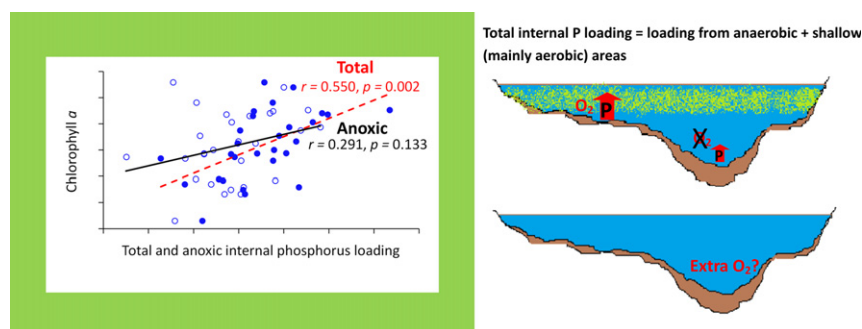 Total
r = 0.550, p = 0.002
Anoxic
r = 0.291, p = 0.133
Chlorophyll a
Total and anoxic internal phosphorus loading
Total internal P loading = loading from anaerobic + shallow
(mainly aerobic) areas
O₂ P
O₂ P
Extra O₂?